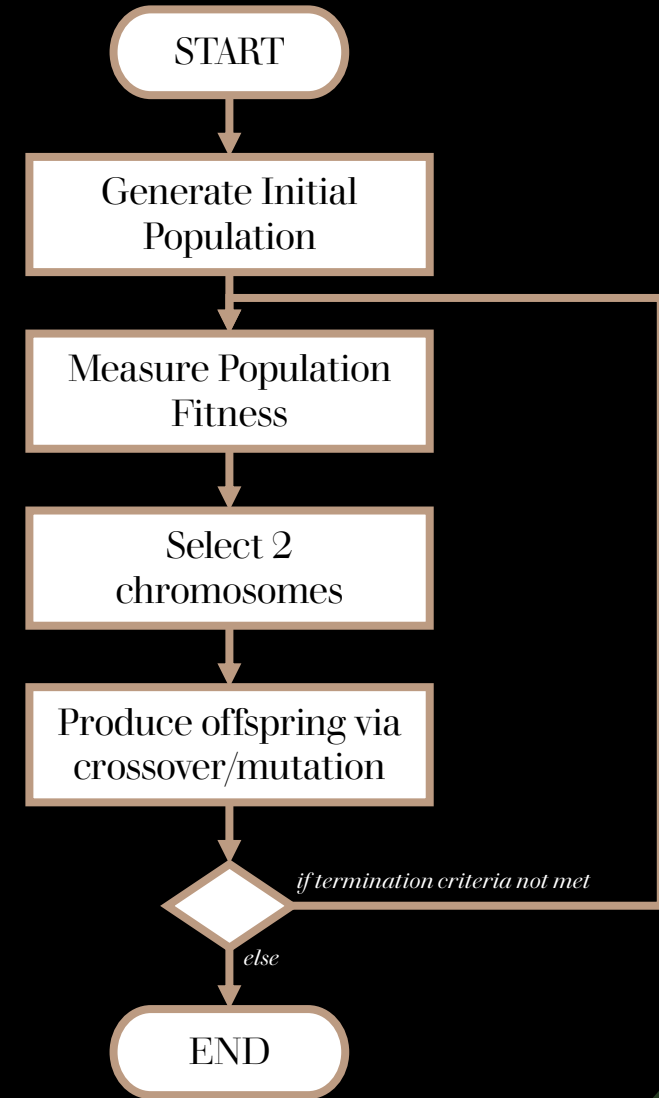 START
Generate Initial
Population
Measure Population
Fitness
Select 2
chromosomes
Produce offspring via
crossover/mutation
if termination criteria not met
else
END